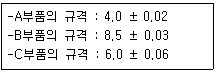 -A부품의 규격 : 4.0 ± 0.02
-B부품의 규격 : 8.5 ± 0.03
-C부품의 규격 : 6.0 ± 0.06